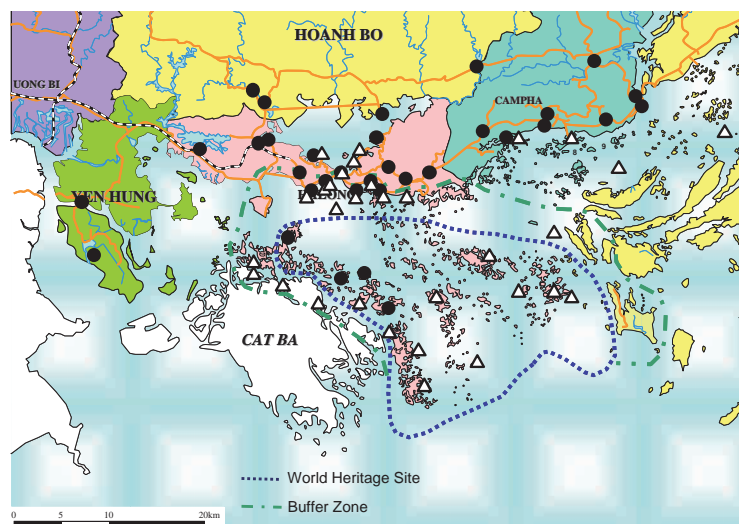 HOANH BO
UONG BI
CAMPHA
YEN HUNG
CAT BA
World Heritage Site
Buffer Zone
0 5 10 20km